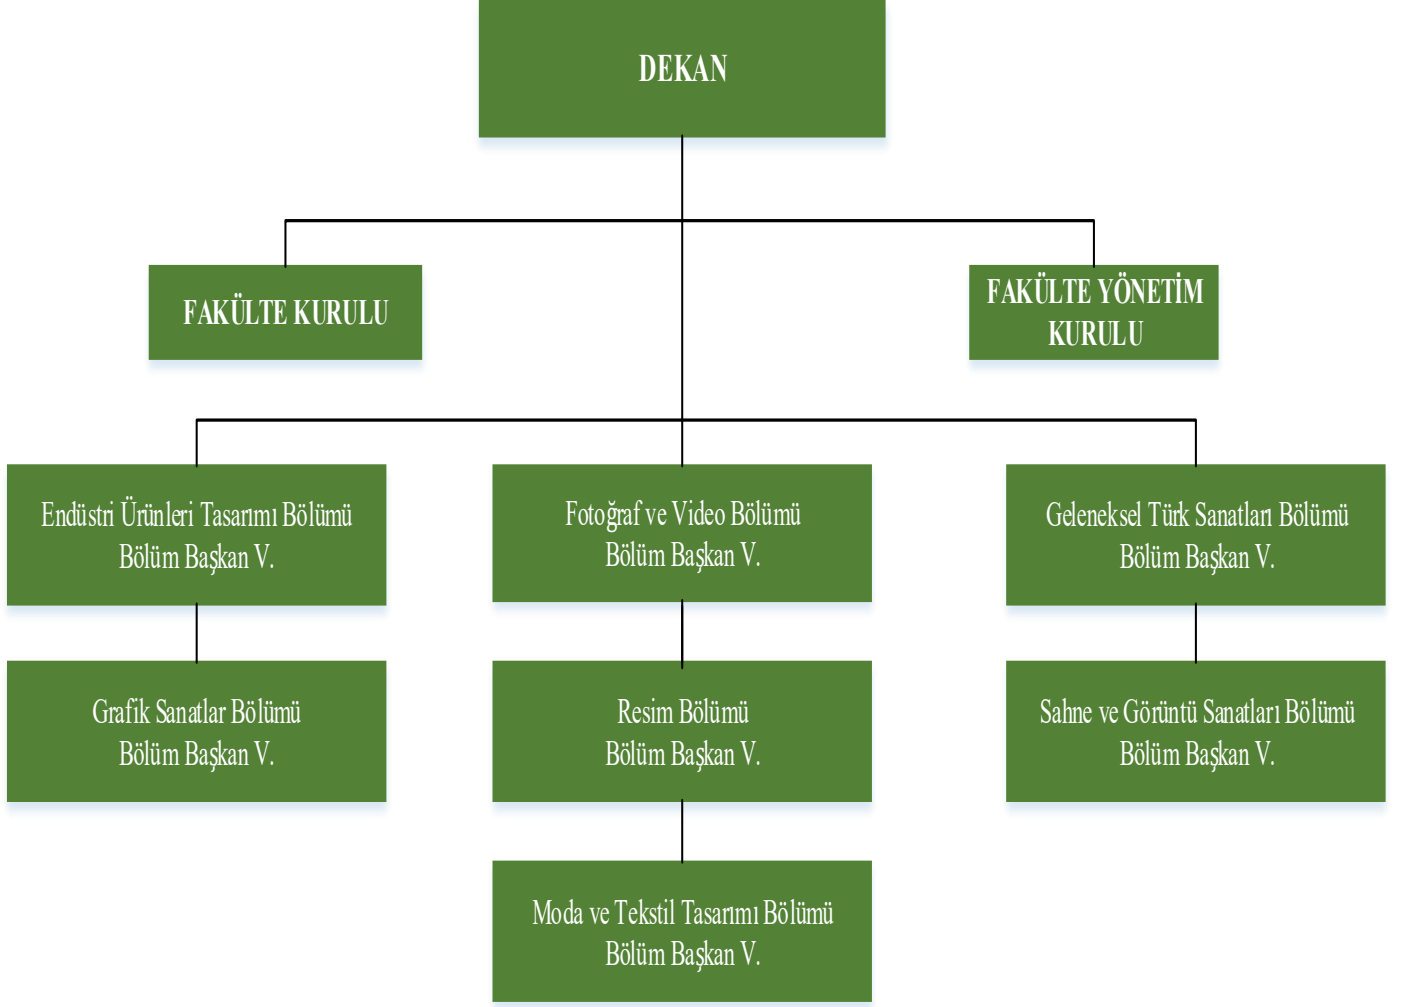 DEKAN
FAKÜLTE KURULU
FAKÜLTE YÖNETİM
KURULU
Endüstri Ürünleri Tasarımı Bölümü
Bölüm Başkan V.
Fotoğraf ve Video Bölümü
Bölüm Başkan V.
Geleneksel Türk Sanatları Bölümü
Bölüm Başkan V.
Grafik Sanatlar Bölümü
Bölüm Başkan V.
Resim Bölümü
Bölüm Başkan V.
Sahne ve Görüntü Sanatları Bölümü
Bölüm Başkan V.
Moda ve Tekstil Tasarımı Bölümü
Bölüm Başkan V.